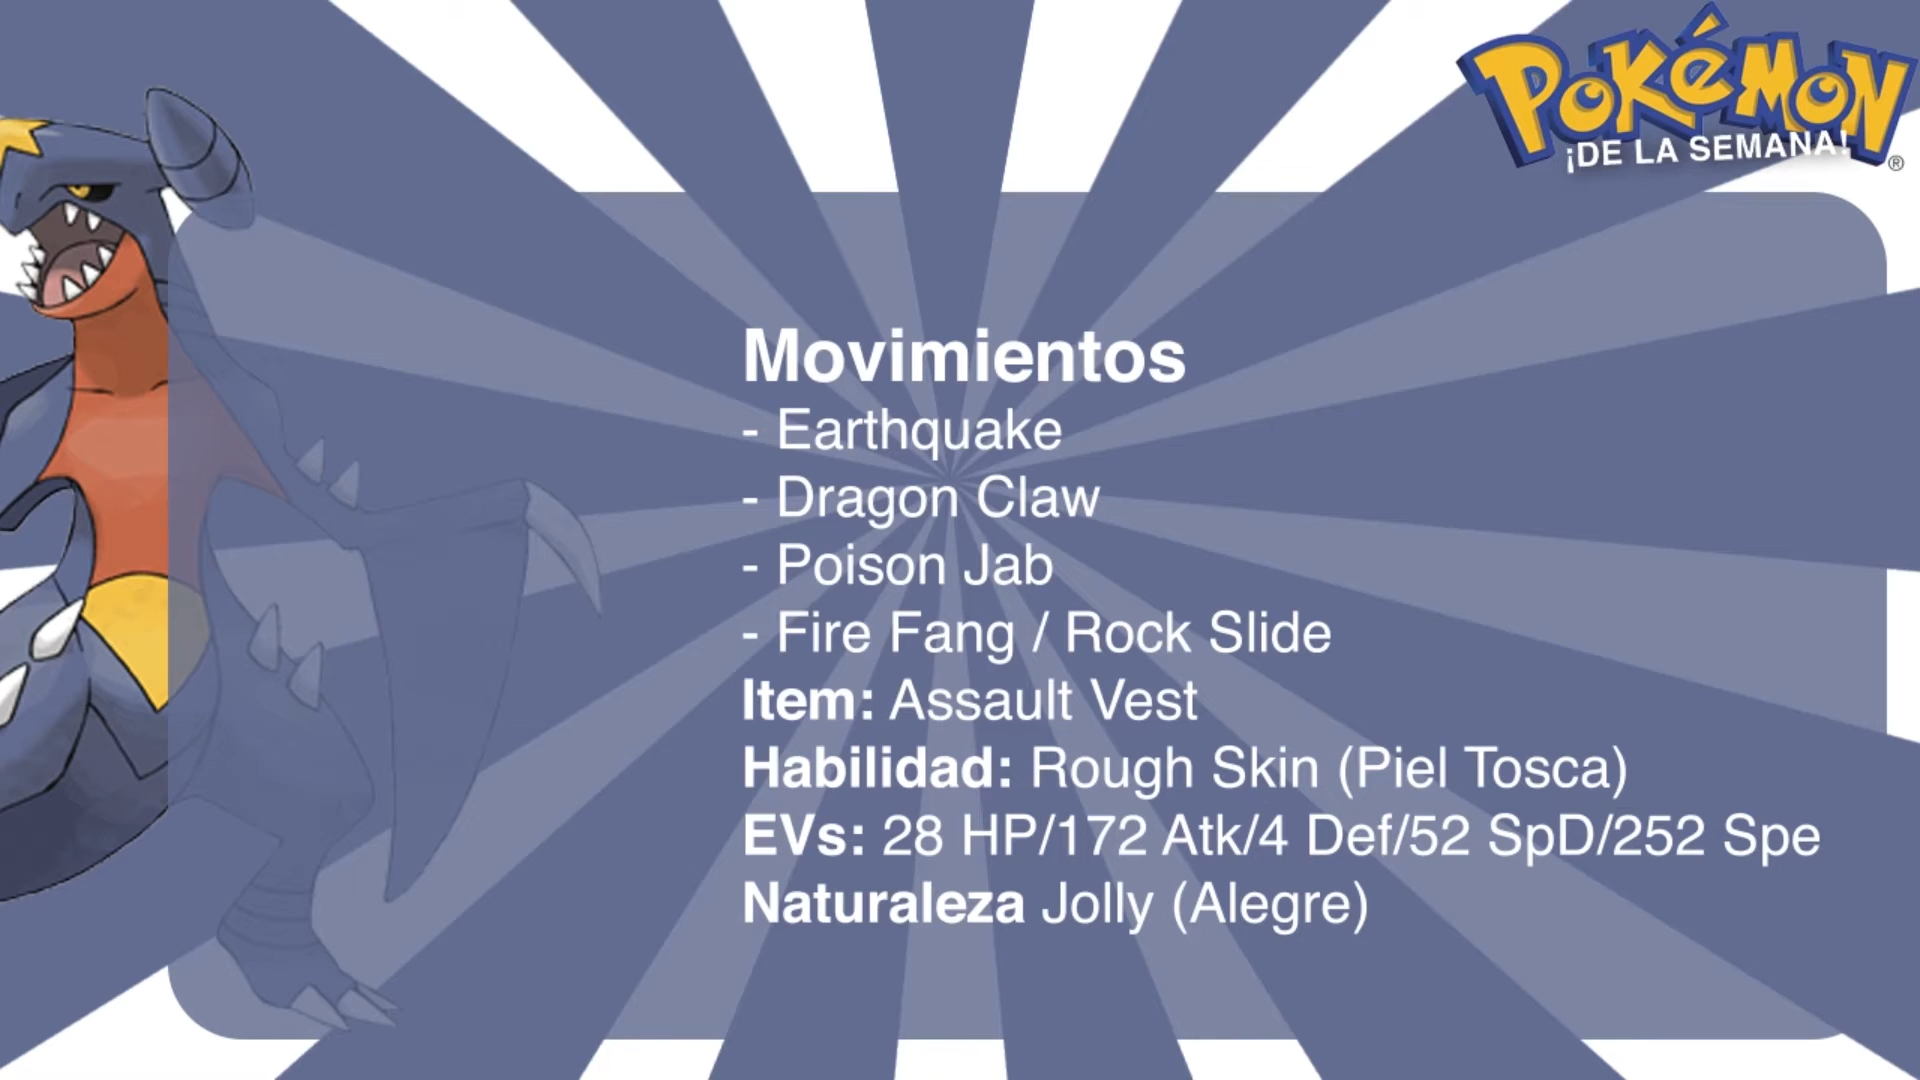 POKéMON
¡DE LA SEMANA!
®
Movimientos
- Earthquake
- Dragon Claw
- Poison Jab
- Fire Fang / Rock Slide
Item: Assault Vest
Habilidad: Rough Skin (Piel Tosca)
EVs: 28 HP/172 Atk/4 Def/52 SpD/252 Spe
Naturaleza Jolly (Alegre)